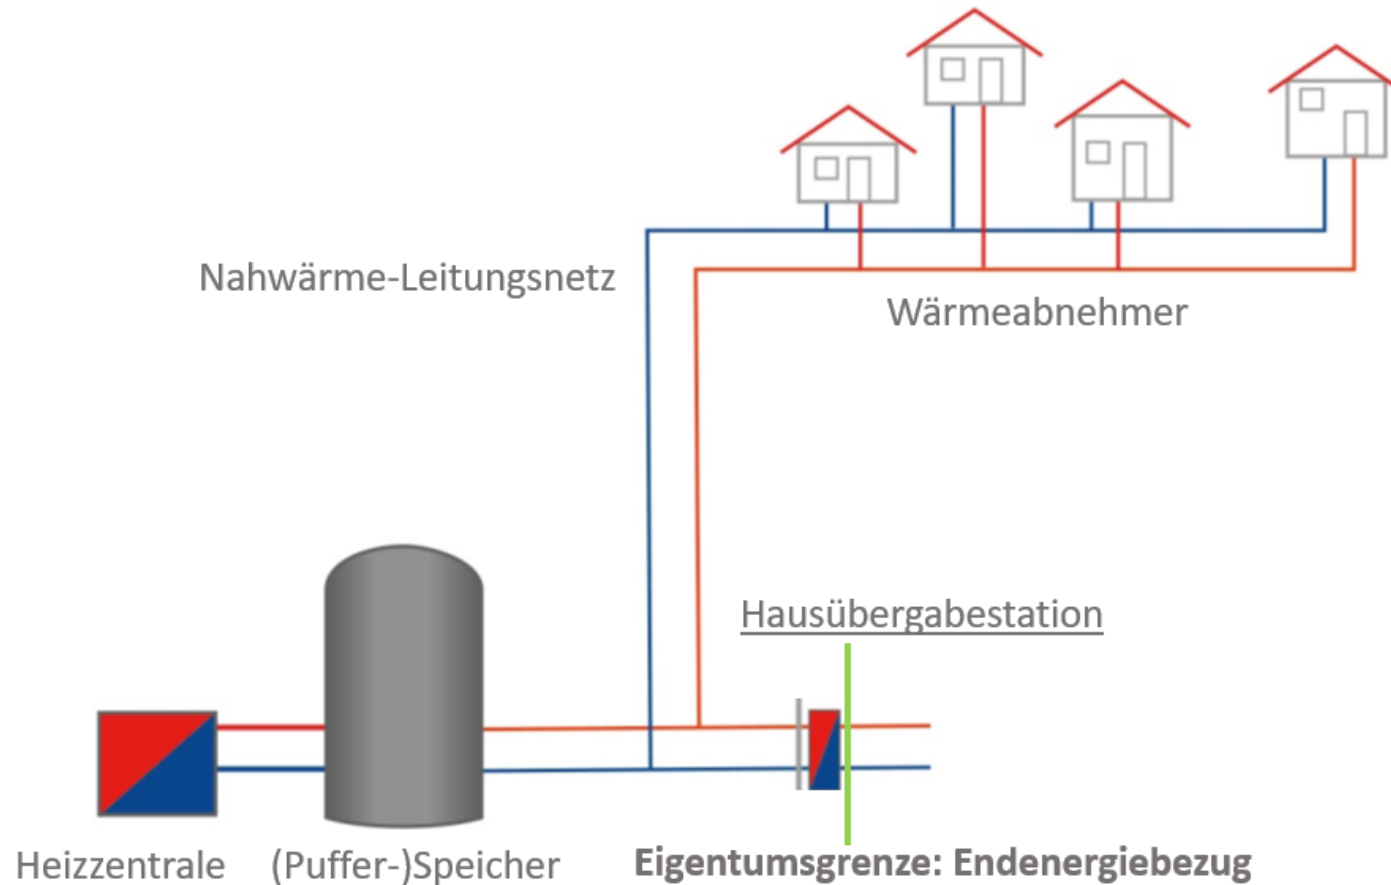 Nahwärme-Leitungsnetz
Wärmeabnehmer
Hausübergabestation
Heizzentrale
(Puffer-)Speicher
Eigentumsgrenze: Endenergiebezug